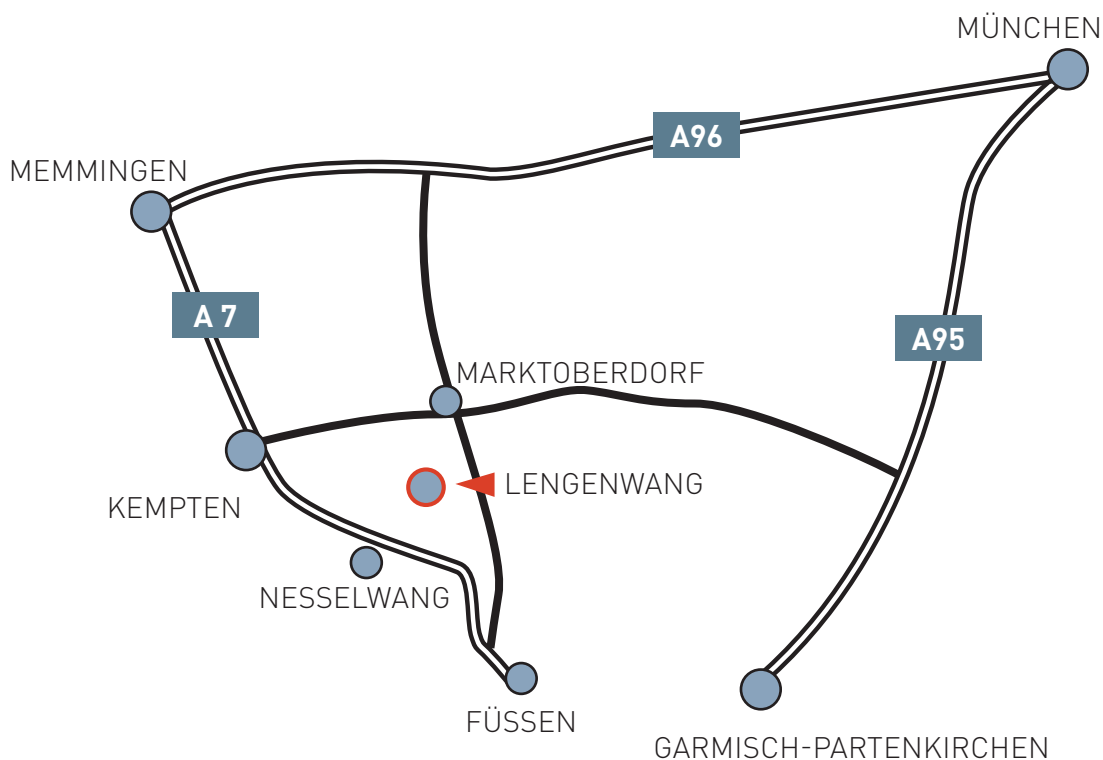 MÜNCHEN
A96
MEMMINGEN
A 7
A95
MARKTOBERDORF
LENGENWANG
KEMPTEN
NESSELWANG
FÜSSEN
GARMISCH-PARTENKIRCHEN